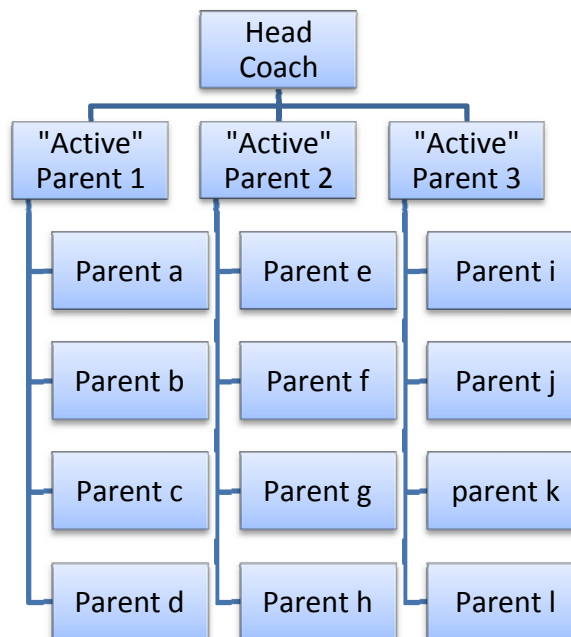 Head
Coach
"Active"
Parent 1
"Active"
Parent 2
"Active"
Parent 3
Parent a
Parent e
Parent i
Parent b
Parent f
Parent j
Parent c
Parent g
parent k
Parent d
Parent h
Parent l